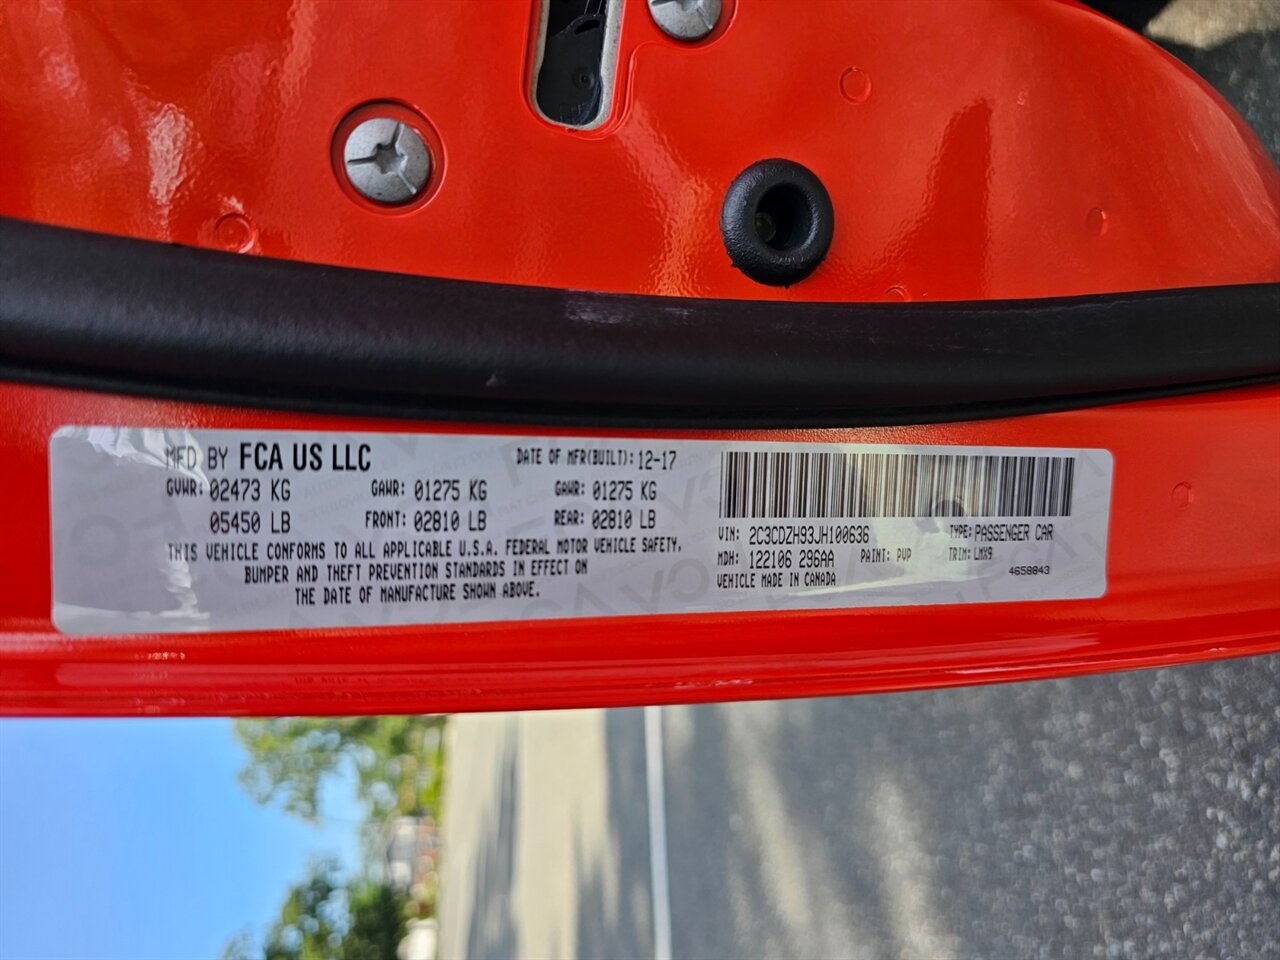 MFD BY FCA US LLC
DATE OF MFR(BUILT): 12-17
GVWR: 02473 KG
GAWR: 01275 KG
GAWR: 01275 KG
05450 LB
FRONT: 02810 LB
REAR: 02810 LB
THIS VEHICLE CONFORMS TO ALL APPLICABLE U.S.A. FEDERAL MOTOR VEHICLE SAFETY,
BUMPER AND THEFT PREVENTION STANDARDS IN EFFECT ON
THE DATE OF MANUFACTURE SHOWN ABOVE.
VIN: 2C3CDZH93JH100636
TYPE: PASSENGER CAR
MDH: 122106 296AA
PAINT: PVP
TRIM: LMX9
VEHICLE MADE IN CANADA
4658843